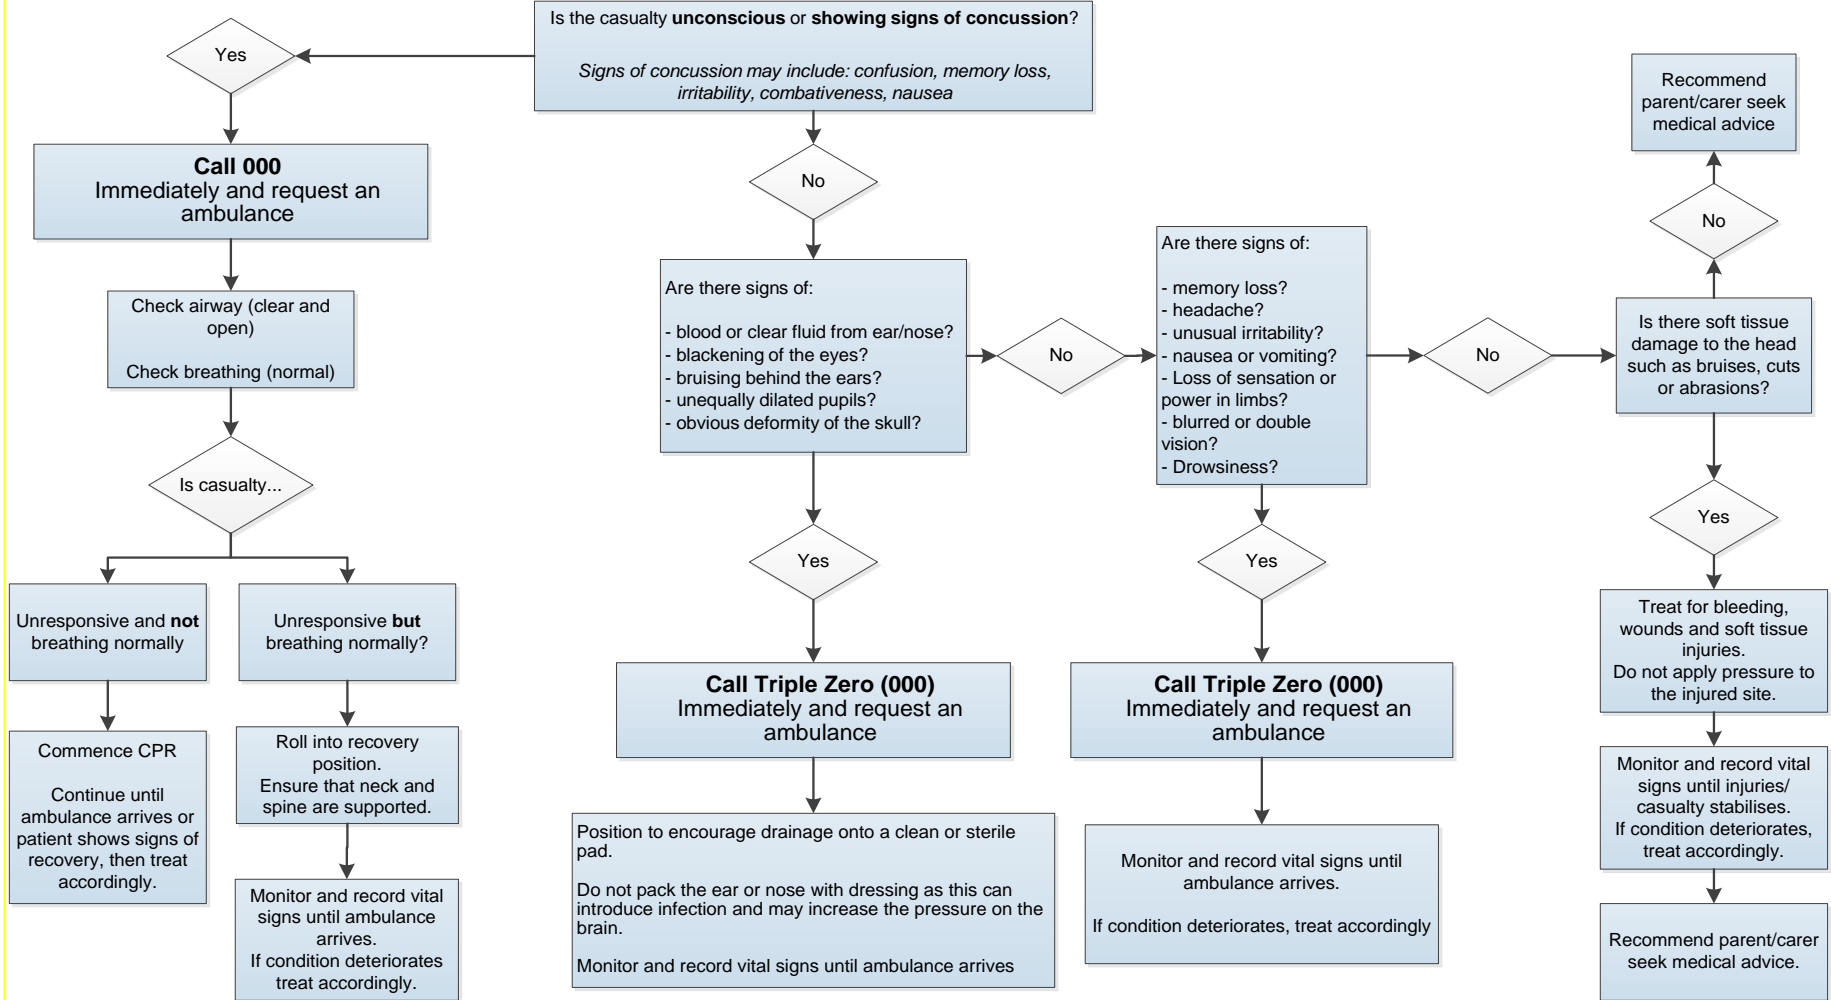 Is the casualty unconscious or showing signs of concussion?
Signs of concussion may include: confusion, memory loss,
irritability, combativeness, nausea
Yes
Call 000
Immediately and request an
ambulance
Check airway (clear and
open)
Check breathing (normal)
Is casualty...
Unresponsive and not
breathing normally
Commence CPR
Continue until
ambulance arrives or
patient shows signs of
recovery, then treat
accordingly.
Unresponsive but
breathing normally?
Roll into recovery
position.
Ensure that neck and
spine are supported.
Monitor and record vital
signs until ambulance
arrives.
If condition deteriorates
treat accordingly.
No
Are there signs of:
- blood or clear fluid from ear/nose?
- blackening of the eyes?
- bruising behind the ears?
- unequally dilated pupils?
- obvious deformity of the skull?
Yes
Call Triple Zero (000)
Immediately and request an
ambulance
Position to encourage drainage onto a clean or sterile
pad.
Do not pack the ear or nose with dressing as this can
introduce infection and may increase the pressure on the
brain.
Monitor and record vital signs until ambulance arrives
No
Are there signs of:
- memory loss?
- headache?
- unusual irritability?
- nausea or vomiting?
- Loss of sensation or
power in limbs?
- blurred or double
vision?
- Drowsiness?
Yes
Call Triple Zero (000)
Immediately and request an
ambulance
Monitor and record vital signs until
ambulance arrives.
If condition deteriorates, treat accordingly
No
Is there soft tissue
damage to the head
such as bruises, cuts
or abrasions?
No
Recommend
parent/carer seek
medical advice
Yes
Treat for bleeding,
wounds and soft tissue
injuries.
Do not apply pressure to
the injured site.
Monitor and record vital
signs until injuries/
casualty stabilises.
If condition deteriorates,
treat accordingly.
Recommend parent/carer
seek medical advice.